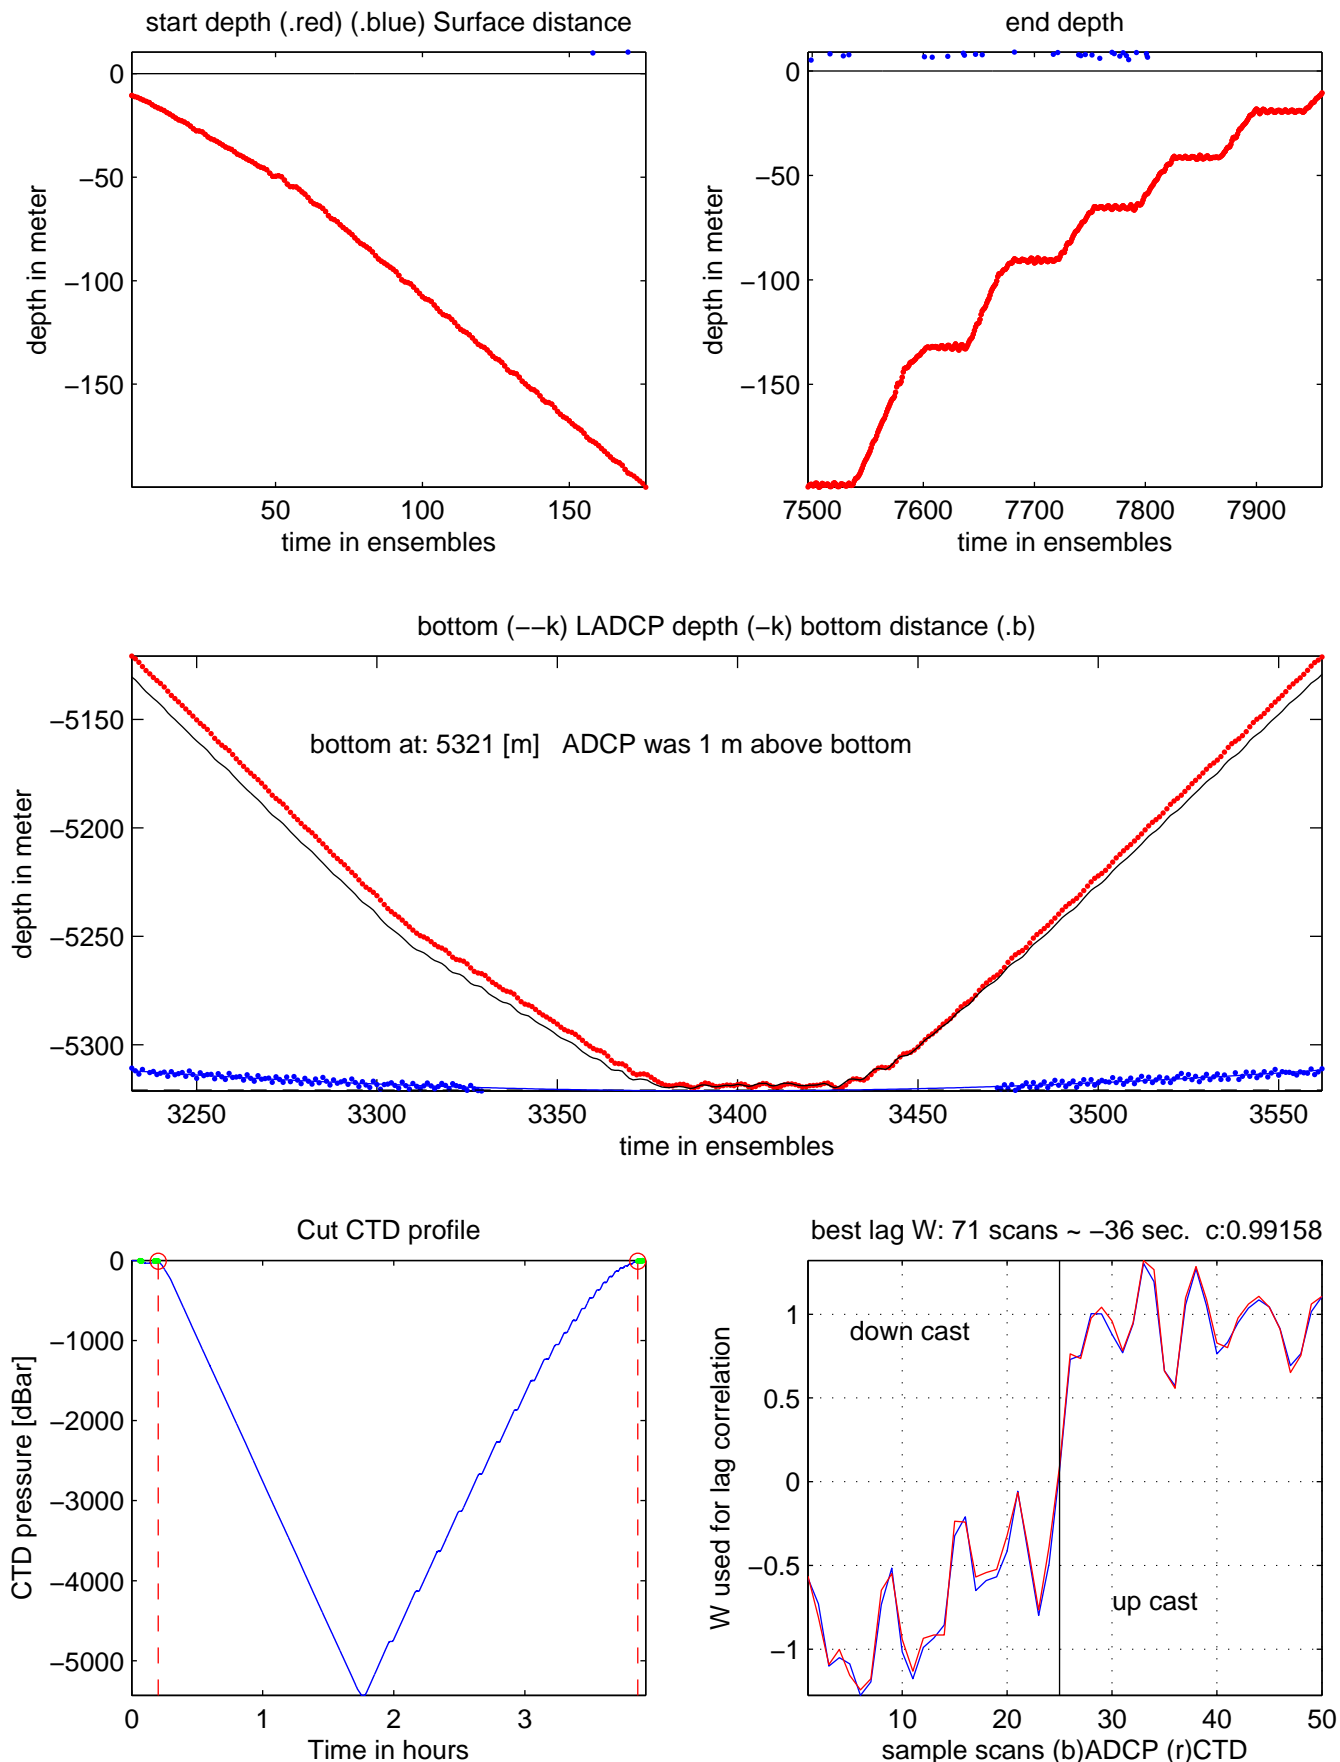 start depth (.red) (.blue) Surface distance
0
−50
−100
−150
depth in meter
50
100
150
time in ensembles
end depth
0
−50
−100
−150
depth in meter
7500
7600
7700
7800
7900
time in ensembles
bottom (−−k) LADCP depth (−k) bottom distance (.b)
bottom at: 5321 [m]   ADCP was 1 m above bottom
−5150
−5200
−5250
−5300
depth in meter
3250
3300
3350
3400
3450
3500
3550
time in ensembles
Cut CTD profile
0
−1000
−2000
−3000
−4000
−5000
CTD pressure [dBar]
0
1
2
3
Time in hours
best lag W: 71 scans ~ −36 sec.  c:0.99158
down cast
up cast
1
0.5
0
−0.5
−1
W used for lag correlation
10
20
30
40
50
sample scans (b)ADCP (r)CTD